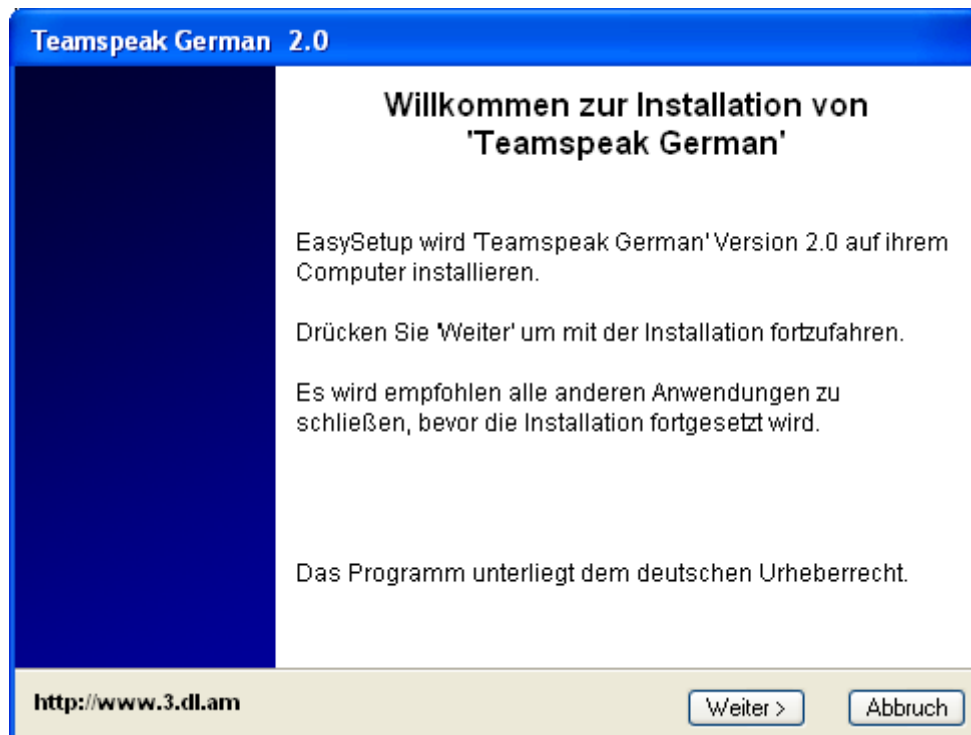 Teamspeak German 2.0
Willkommen zur Installation von
'Teamspeak German'
EasySetup wird 'Teamspeak German' Version 2.0 auf ihrem
Computer installieren.
Drücken Sie 'Weiter' um mit der Installation fortzufahren.
Es wird empfohlen alle anderen Anwendungen zu
schließen, bevor die Installation fortgesetzt wird.
Das Programm unterliegt dem deutschen Urheberrecht.
http://www.3.dl.am
Weiter >
Abbruch